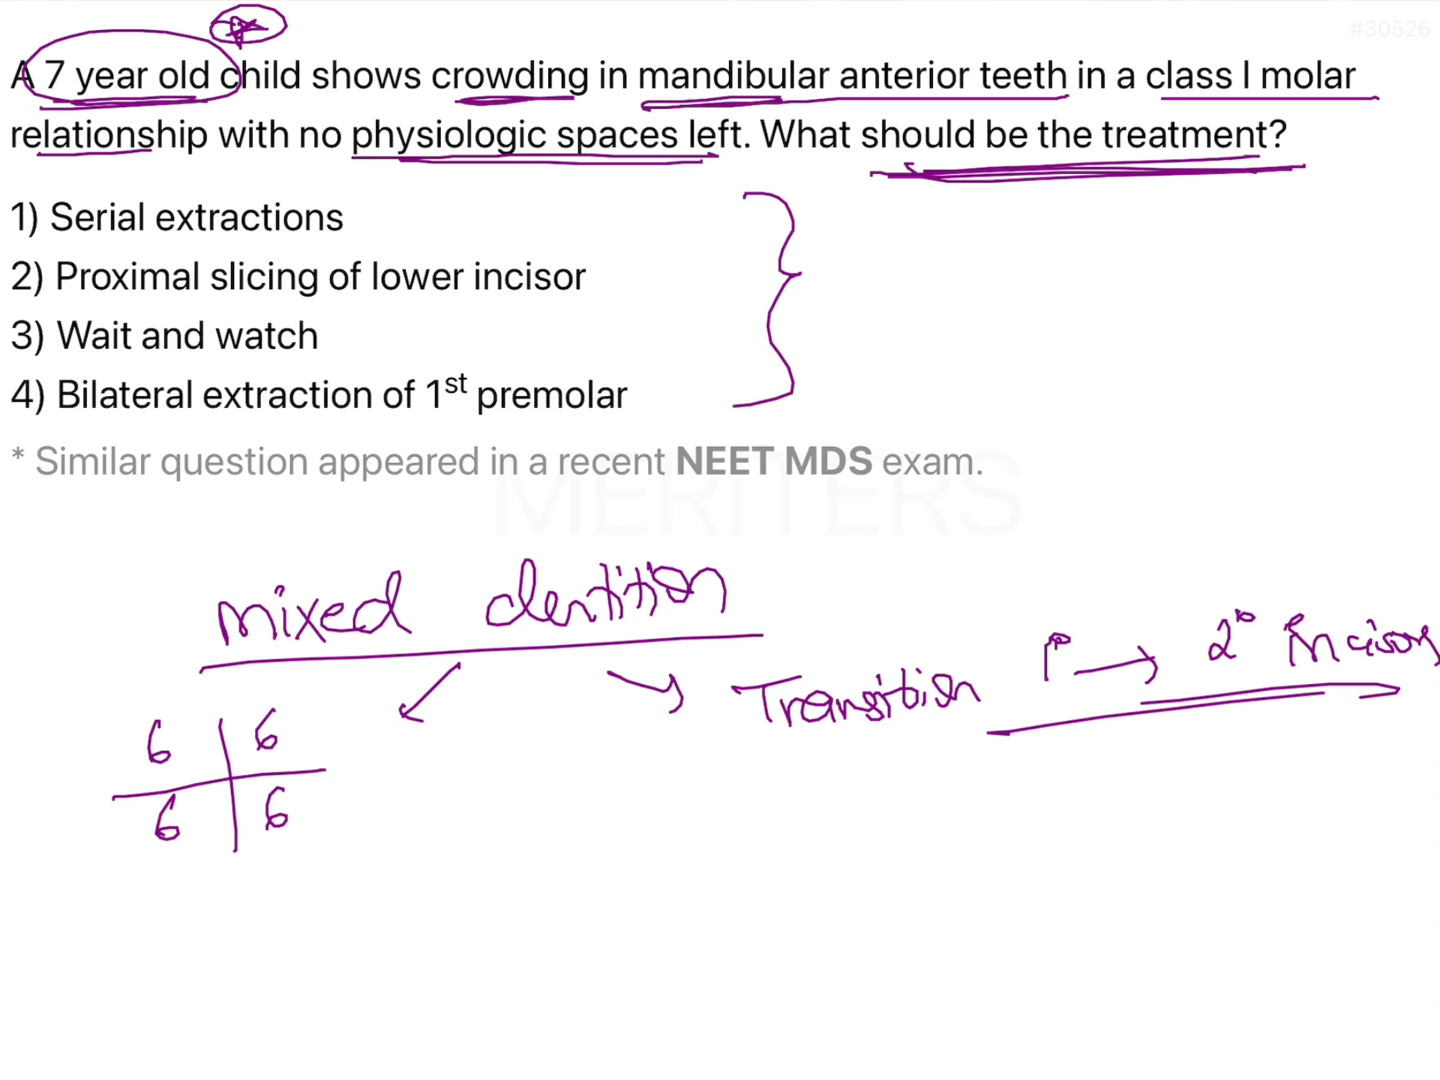 #30526
A 7 year old child shows crowding in mandibular anterior teeth in a class I molar
relationship with no physiologic spaces left. What should be the treatment?
1) Serial extractions
2) Proximal slicing of lower incisor
3) Wait and watch
4) Bilateral extraction of 1st premolar
* Similar question appeared in a recent NEET MDS exam.
MERITERS
mixed dentition
Transition 1° → 2° incisors
6 | 6
6 | 6